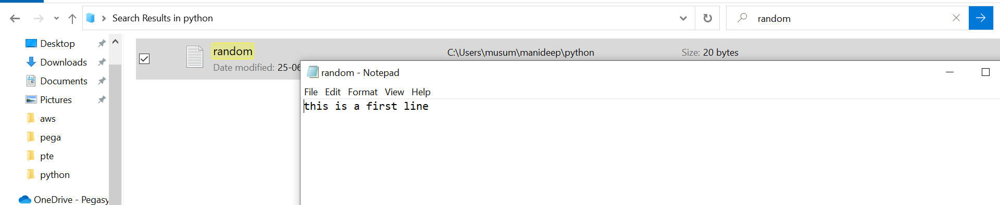 Search Results in python
random
Desktop
Downloads
Documents
Pictures
aws
pega
pte
python
OneDrive - Pegasy
random
C:\Users\musum\manideep\python
Size: 20 bytes
Date modified: 25-06
random - Notepad
File Edit Format View Help
this is a first line